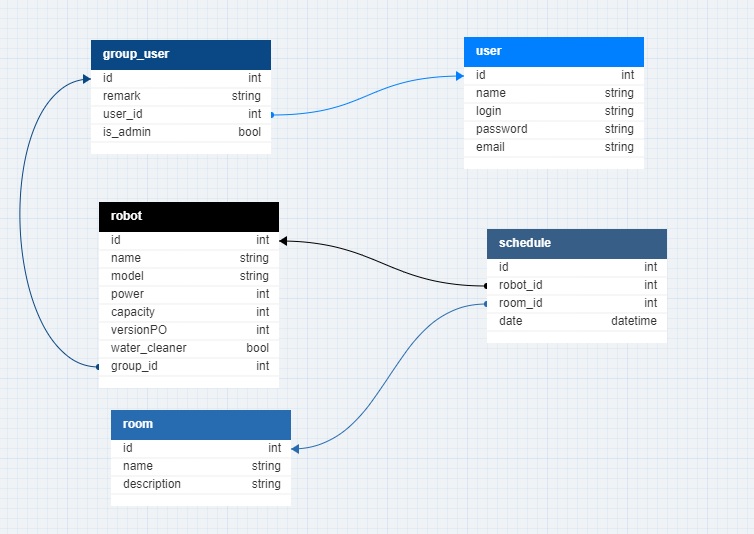 group_user
id int
remark string
user_id int
is_admin bool
user
id int
name string
login string
password string
email string
robot
id int
name string
model string
power int
capacity int
versionPO int
water_cleaner bool
group_id int
schedule
id int
robot_id int
room_id int
date datetime
room
id int
name string
description string